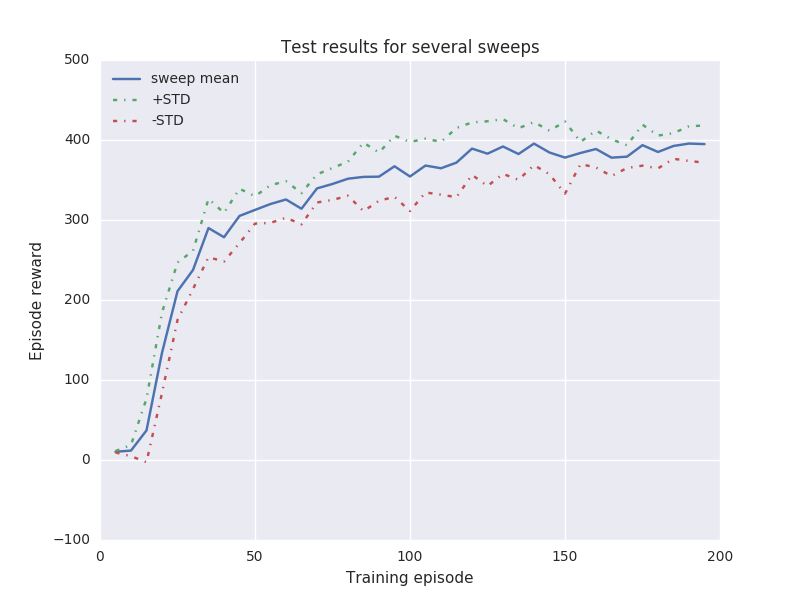 Test results for several sweeps
500
400
300
200
100
0
−100
sweep mean
+STD
-STD
Episode reward
0
50
100
150
200
Training episode